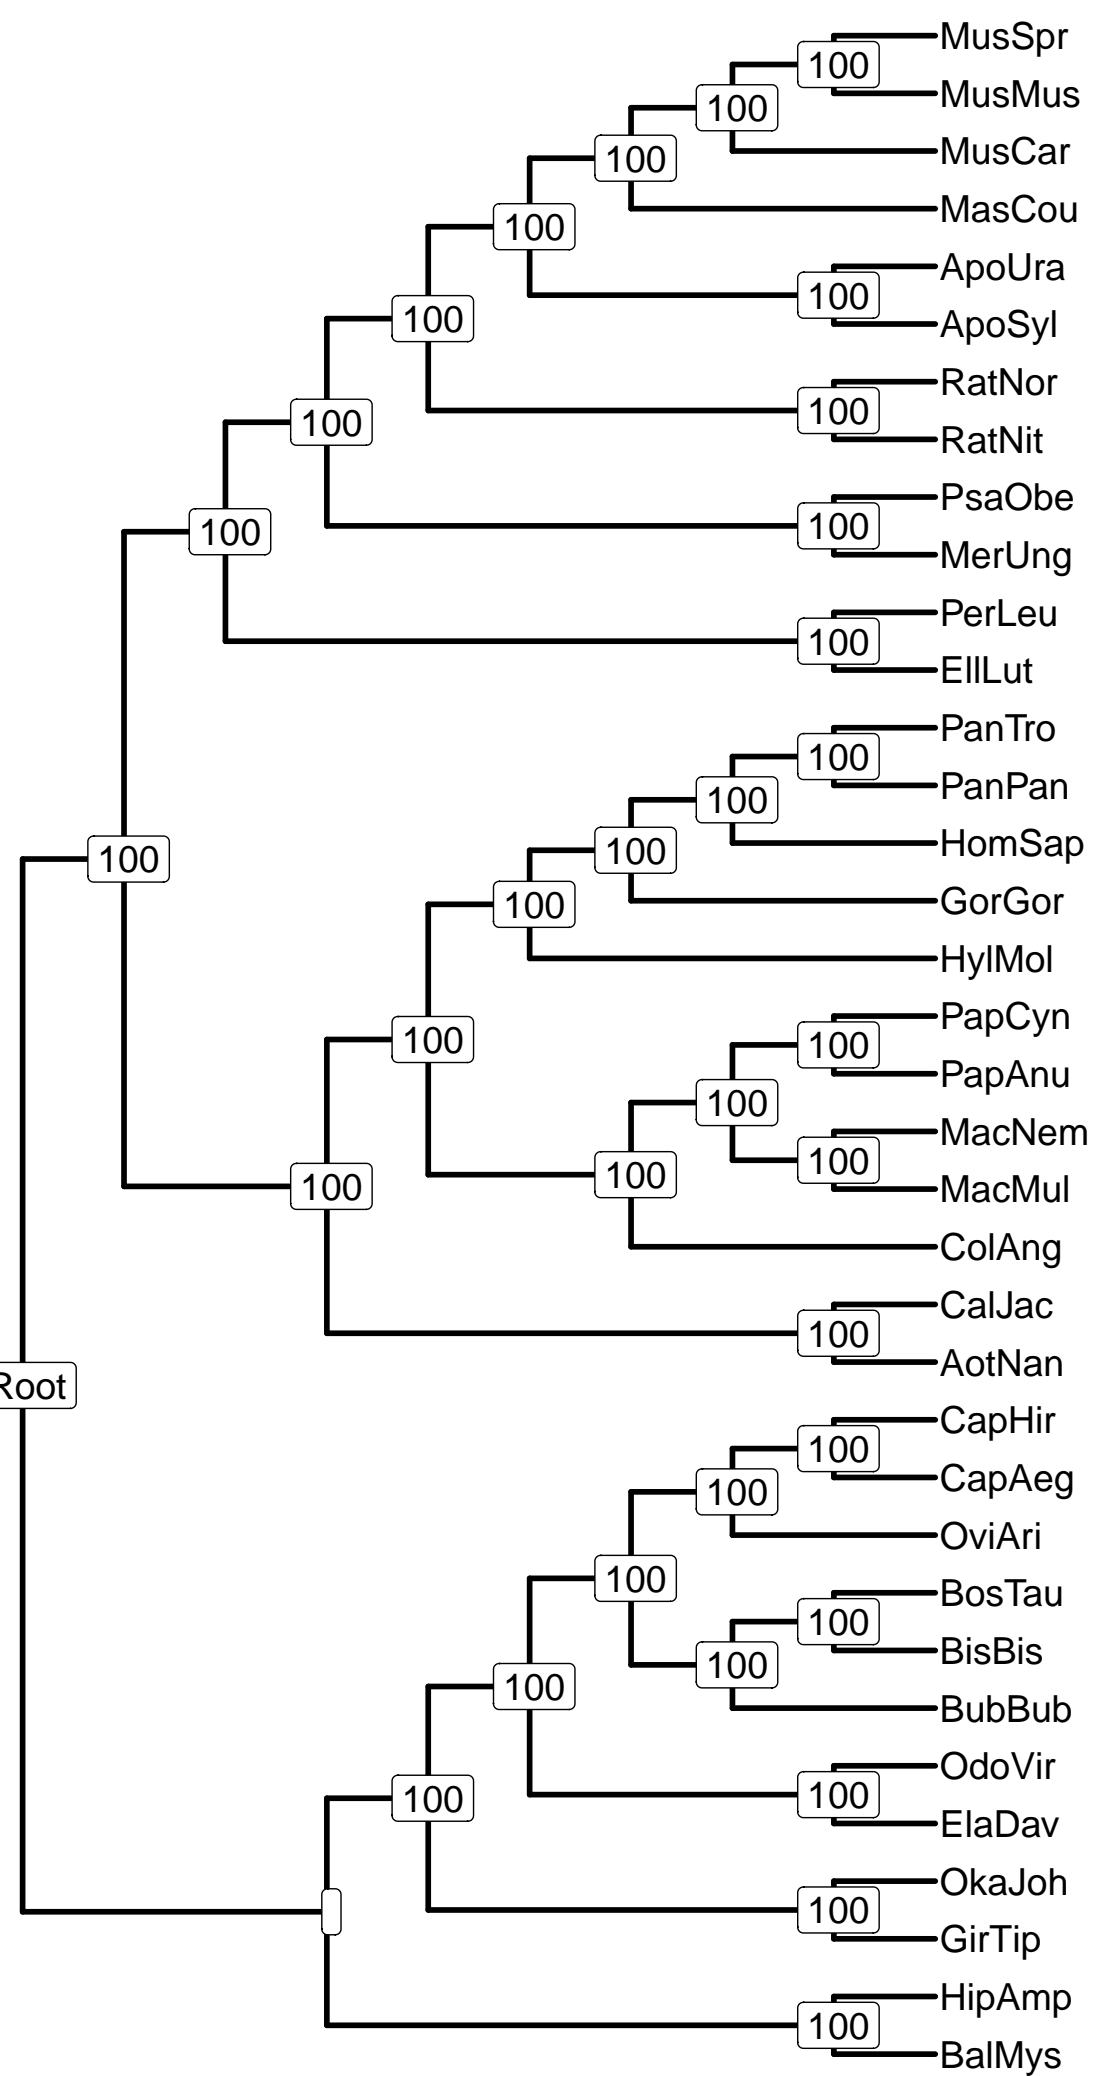 MusSpr
100
MusMus
100
MusCar
100
MasCou
100
ApoUra
100
ApoSyl
100
RatNor
100
RatNit
100
PsaObe
100
MerUng
100
PerLeu
100
EllLut
PanTro
100
PanPan
100
HomSap
100
100
GorGor
100
HylMol
PapCyn
100
100
PapAnu
100
MacNem
100
100
MacMul
100
ColAng
CalJac
100
AotNan
Root
CapHir
100
CapAeg
100
OviAri
100
BosTau
100
BisBis
100
100
BubBub
OdoVir
100
100
ElaDav
OkaJoh
100
GirTip
HipAmp
100
BalMys